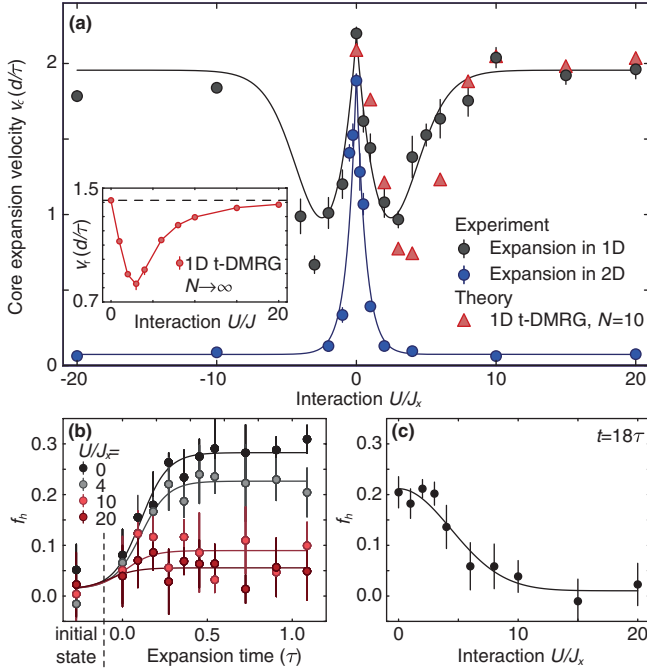 (a)
Core expansion velocity v_c (d/τ)
2
1
0
1.5
0.7
v_r (d/τ)
1D t-DMRG
N→∞
0 10 20
Interaction U/J
Experiment
Expansion in 1D
Expansion in 2D
Theory
1D t-DMRG, N=10
-20 -10 0 10 20
Interaction U/J_x
(b)
U/J_x=
0
4
10
20
f_h
0.3
0.2
0.1
0.0
initial
state
0.0 0.5 1.0
Expansion time (τ)
(c)
t=18τ
f_h
0.3
0.2
0.1
0.0
0 10 20
Interaction U/J_x